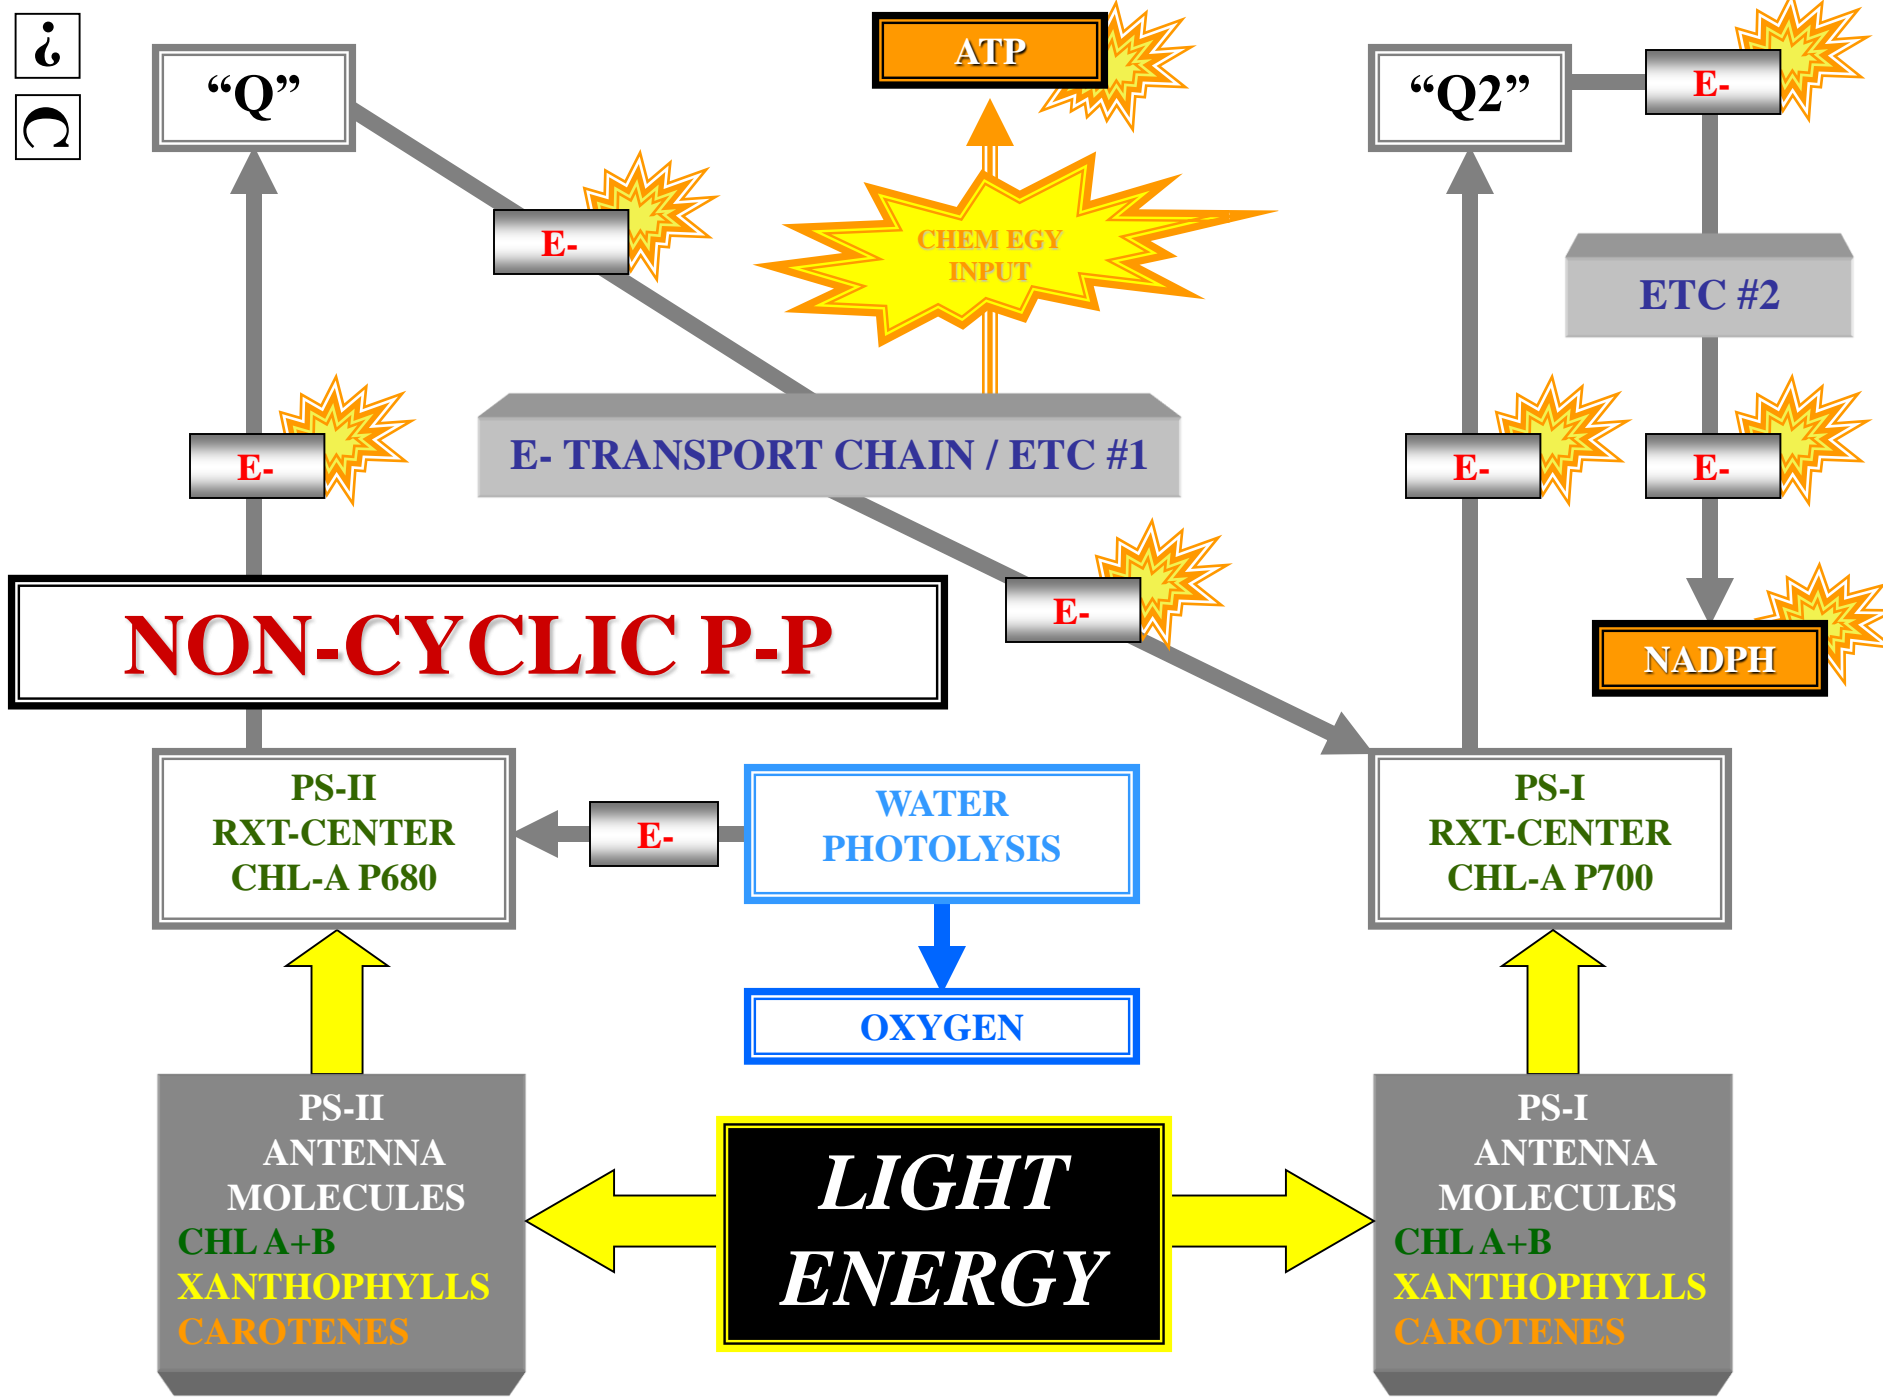 ¿
C
“Q”
ATP
“Q2”
E-
E-
CHEM EGY
INPUT
ETC #2
E-
E- TRANSPORT CHAIN / ETC #1
E-
E-
E-
NON-CYCLIC P-P
NADPH
PS-II
RXT-CENTER
CHL-A P680
E-
WATER
PHOTOLYSIS
PS-I
RXT-CENTER
CHL-A P700
OXYGEN
PS-II
ANTENNA
MOLECULES
CHL A+B
XANTHOPHYLLS
CAROTENES
LIGHT
ENERGY
PS-I
ANTENNA
MOLECULES
CHL A+B
XANTHOPHYLLS
CAROTENES